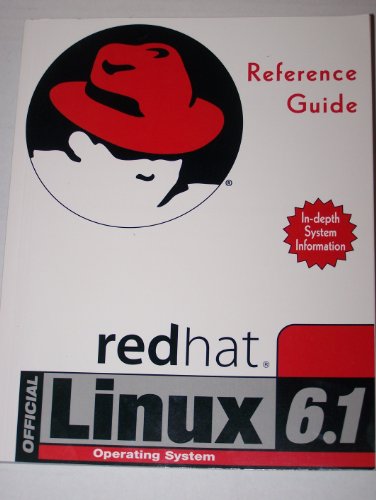 Reference
Guide
®
In-depth
System
Information
redhat®
OFFICIAL
Linux 6.1
Operating System